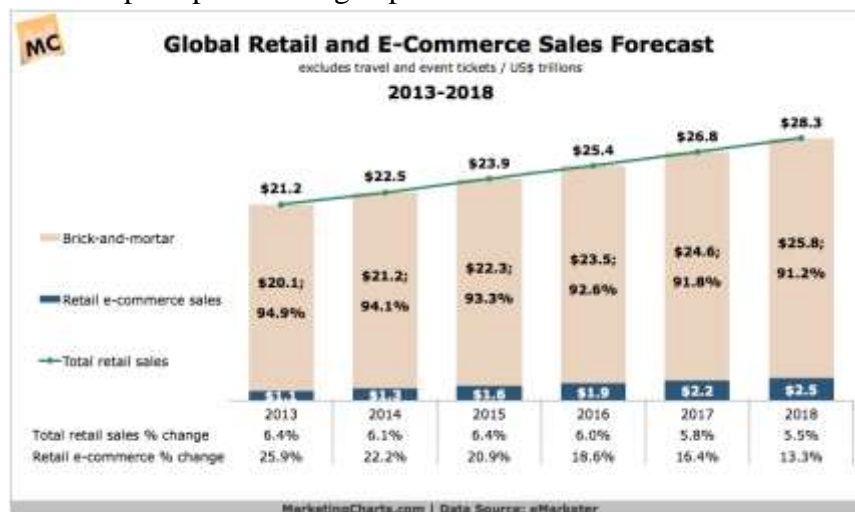 MC
Global Retail and E-Commerce Sales Forecast
excludes travel and event tickets / US$ trillions
2013-2018
$21.2 $22.5 $23.9 $25.4 $26.8 $28.3
Brick-and-mortar
Retail e-commerce sales
Total retail sales
$20.1; $21.2; $22.3; $23.5; $24.6; $25.8;
94.9% 94.1% 93.3% 92.6% 91.8% 91.2%
$1.1 $1.3 $1.6 $1.9 $2.2 $2.5
2013 2014 2015 2016 2017 2018
Total retail sales % change 6.4% 6.1% 6.4% 6.0% 5.8% 5.5%
Retail e-commerce % change 25.9% 22.2% 20.9% 18.6% 16.4% 13.3%
MarketingCharts.com | Data Source: eMarketer